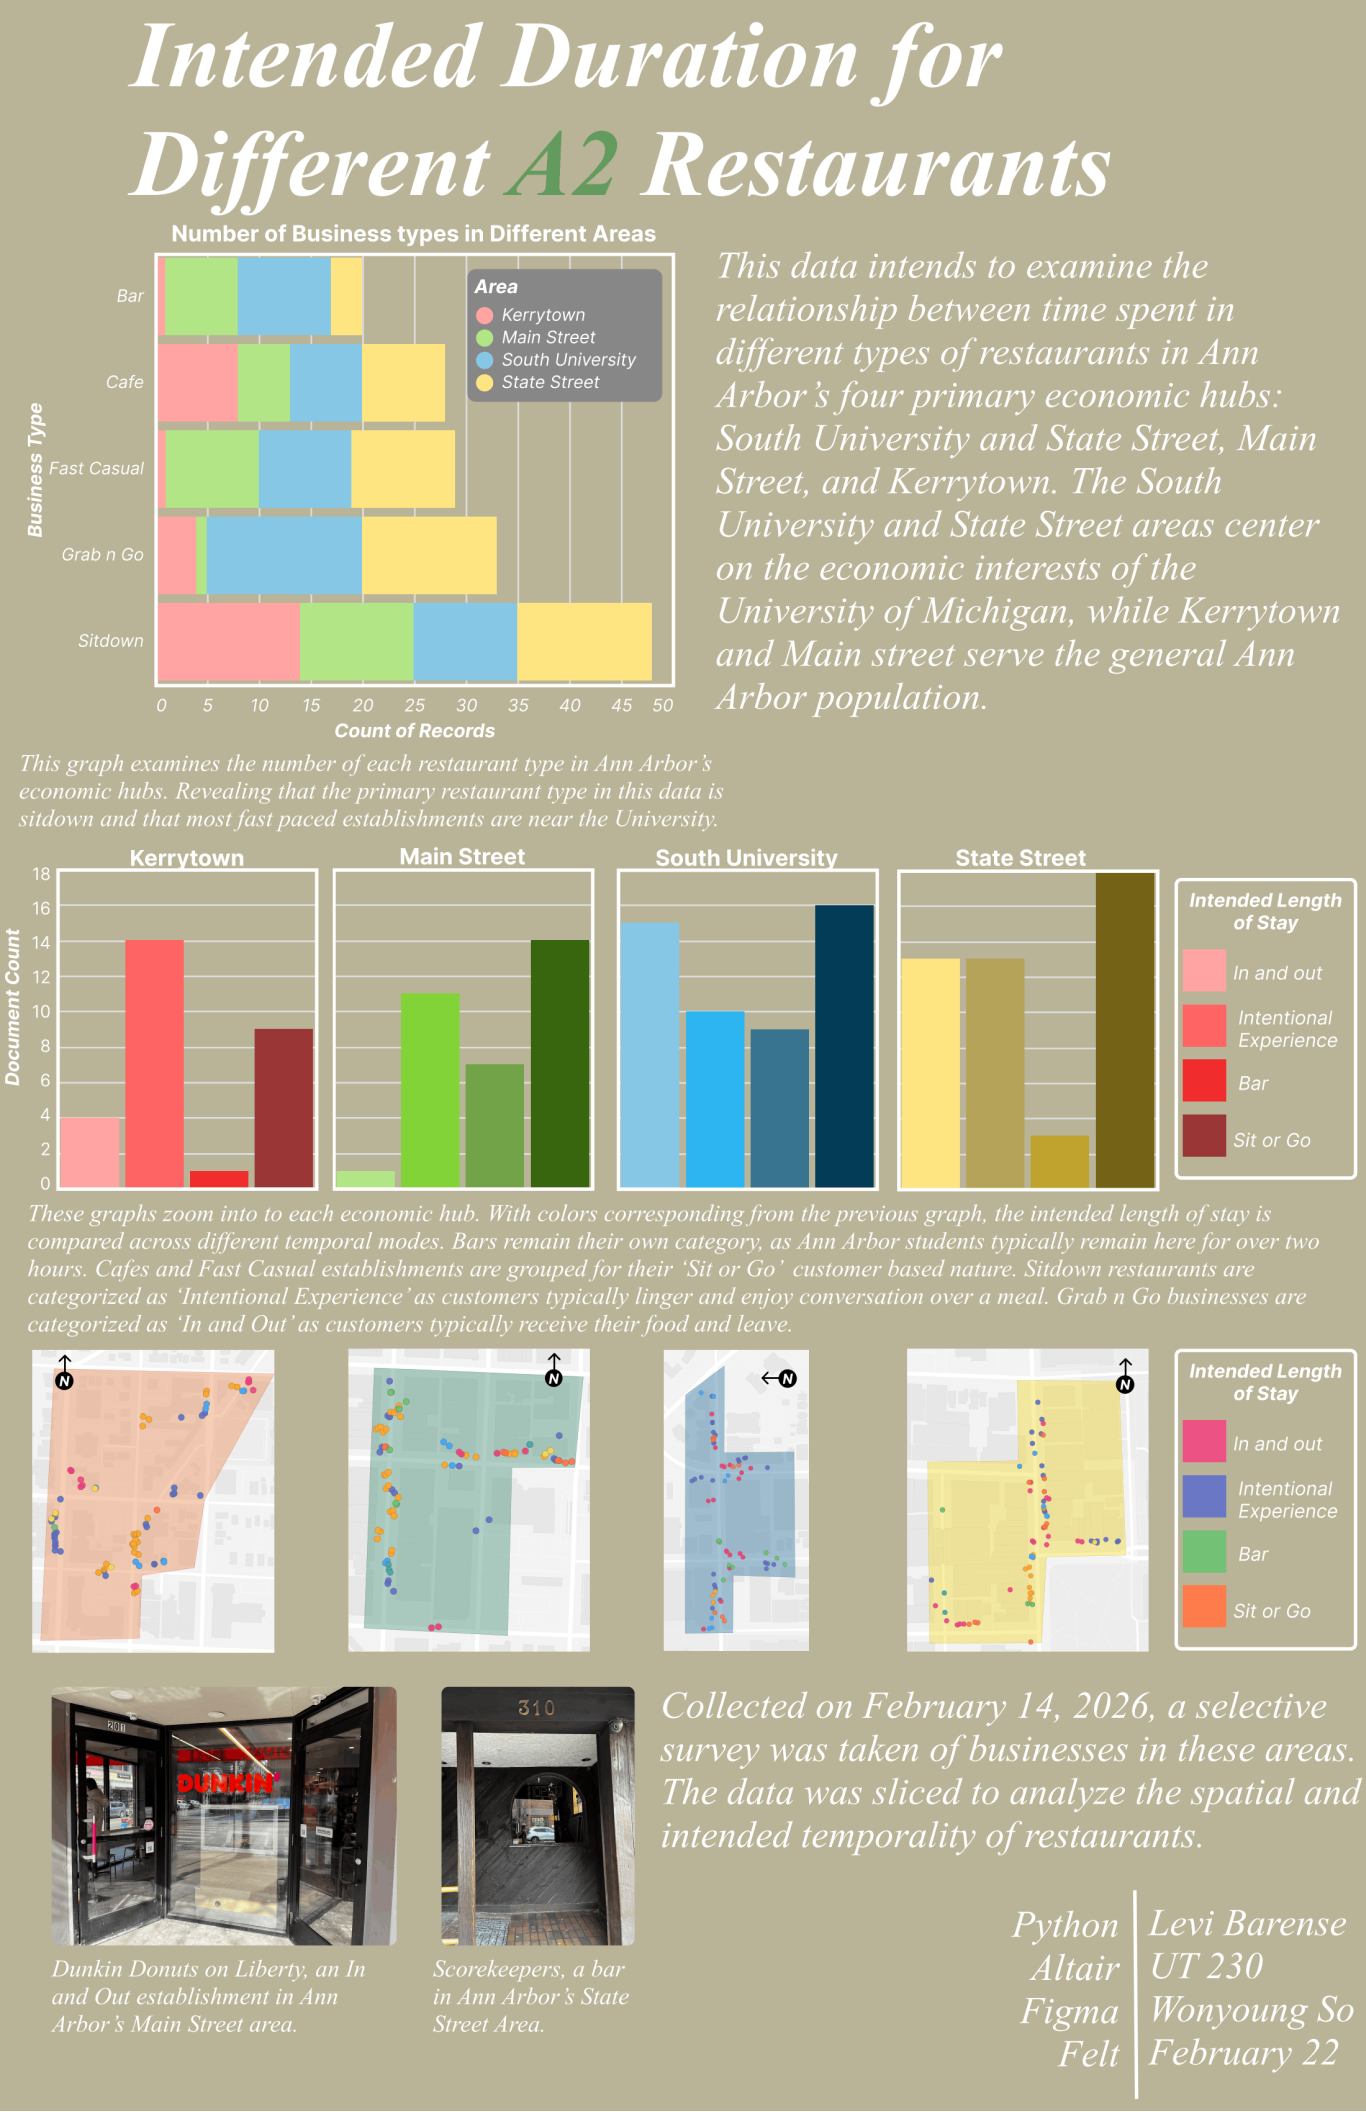 Intended Duration for
Different A2 Restaurants
Number of Business types in Different Areas
Business Type
Bar
Cafe
Fast Casual
Grab n Go
Sitdown
Area
Kerrytown
Main Street
South University
State Street
0 5 10 15 20 25 30 35 40 45 50
Count of Records
This data intends to examine the
relationship between time spent in
different types of restaurants in Ann
Arbor’s four primary economic hubs:
South University and State Street, Main
Street, and Kerrytown. The South
University and State Street areas center
on the economic interests of the
University of Michigan, while Kerrytown
and Main street serve the general Ann
Arbor population.
This graph examines the number of each restaurant type in Ann Arbor’s
economic hubs. Revealing that the primary restaurant type in this data is
sitdown and that most fast paced establishments are near the University.
Kerrytown
Main Street
South University
State Street
Document Count
18
16
14
12
10
8
6
4
2
0
Intended Length
of Stay
In and out
Intentional
Experience
Bar
Sit or Go
These graphs zoom into to each economic hub. With colors corresponding from the previous graph, the intended length of stay is
compared across different temporal modes. Bars remain their own category, as Ann Arbor students typically remain here for over two
hours. Cafes and Fast Casual establishments are grouped for their ‘Sit or Go’ customer based nature. Sitdown restaurants are
categorized as ‘Intentional Experience’ as customers typically linger and enjoy conversation over a meal. Grab n Go businesses are
categorized as ‘In and Out’ as customers typically receive their food and leave.
N
N
N
N
Intended Length
of Stay
In and out
Intentional
Experience
Bar
Sit or Go
201
DUNKIN'
310
Dunkin Donuts on Liberty, an In
and Out establishment in Ann
Arbor’s Main Street area.
Scorekeepers, a bar
in Ann Arbor’s State
Street Area.
Collected on February 14, 2026, a selective
survey was taken of businesses in these areas.
The data was sliced to analyze the spatial and
intended temporality of restaurants.
Python
Altair
Figma
Felt
Levi Barense
UT 230
Wonyoung So
February 22